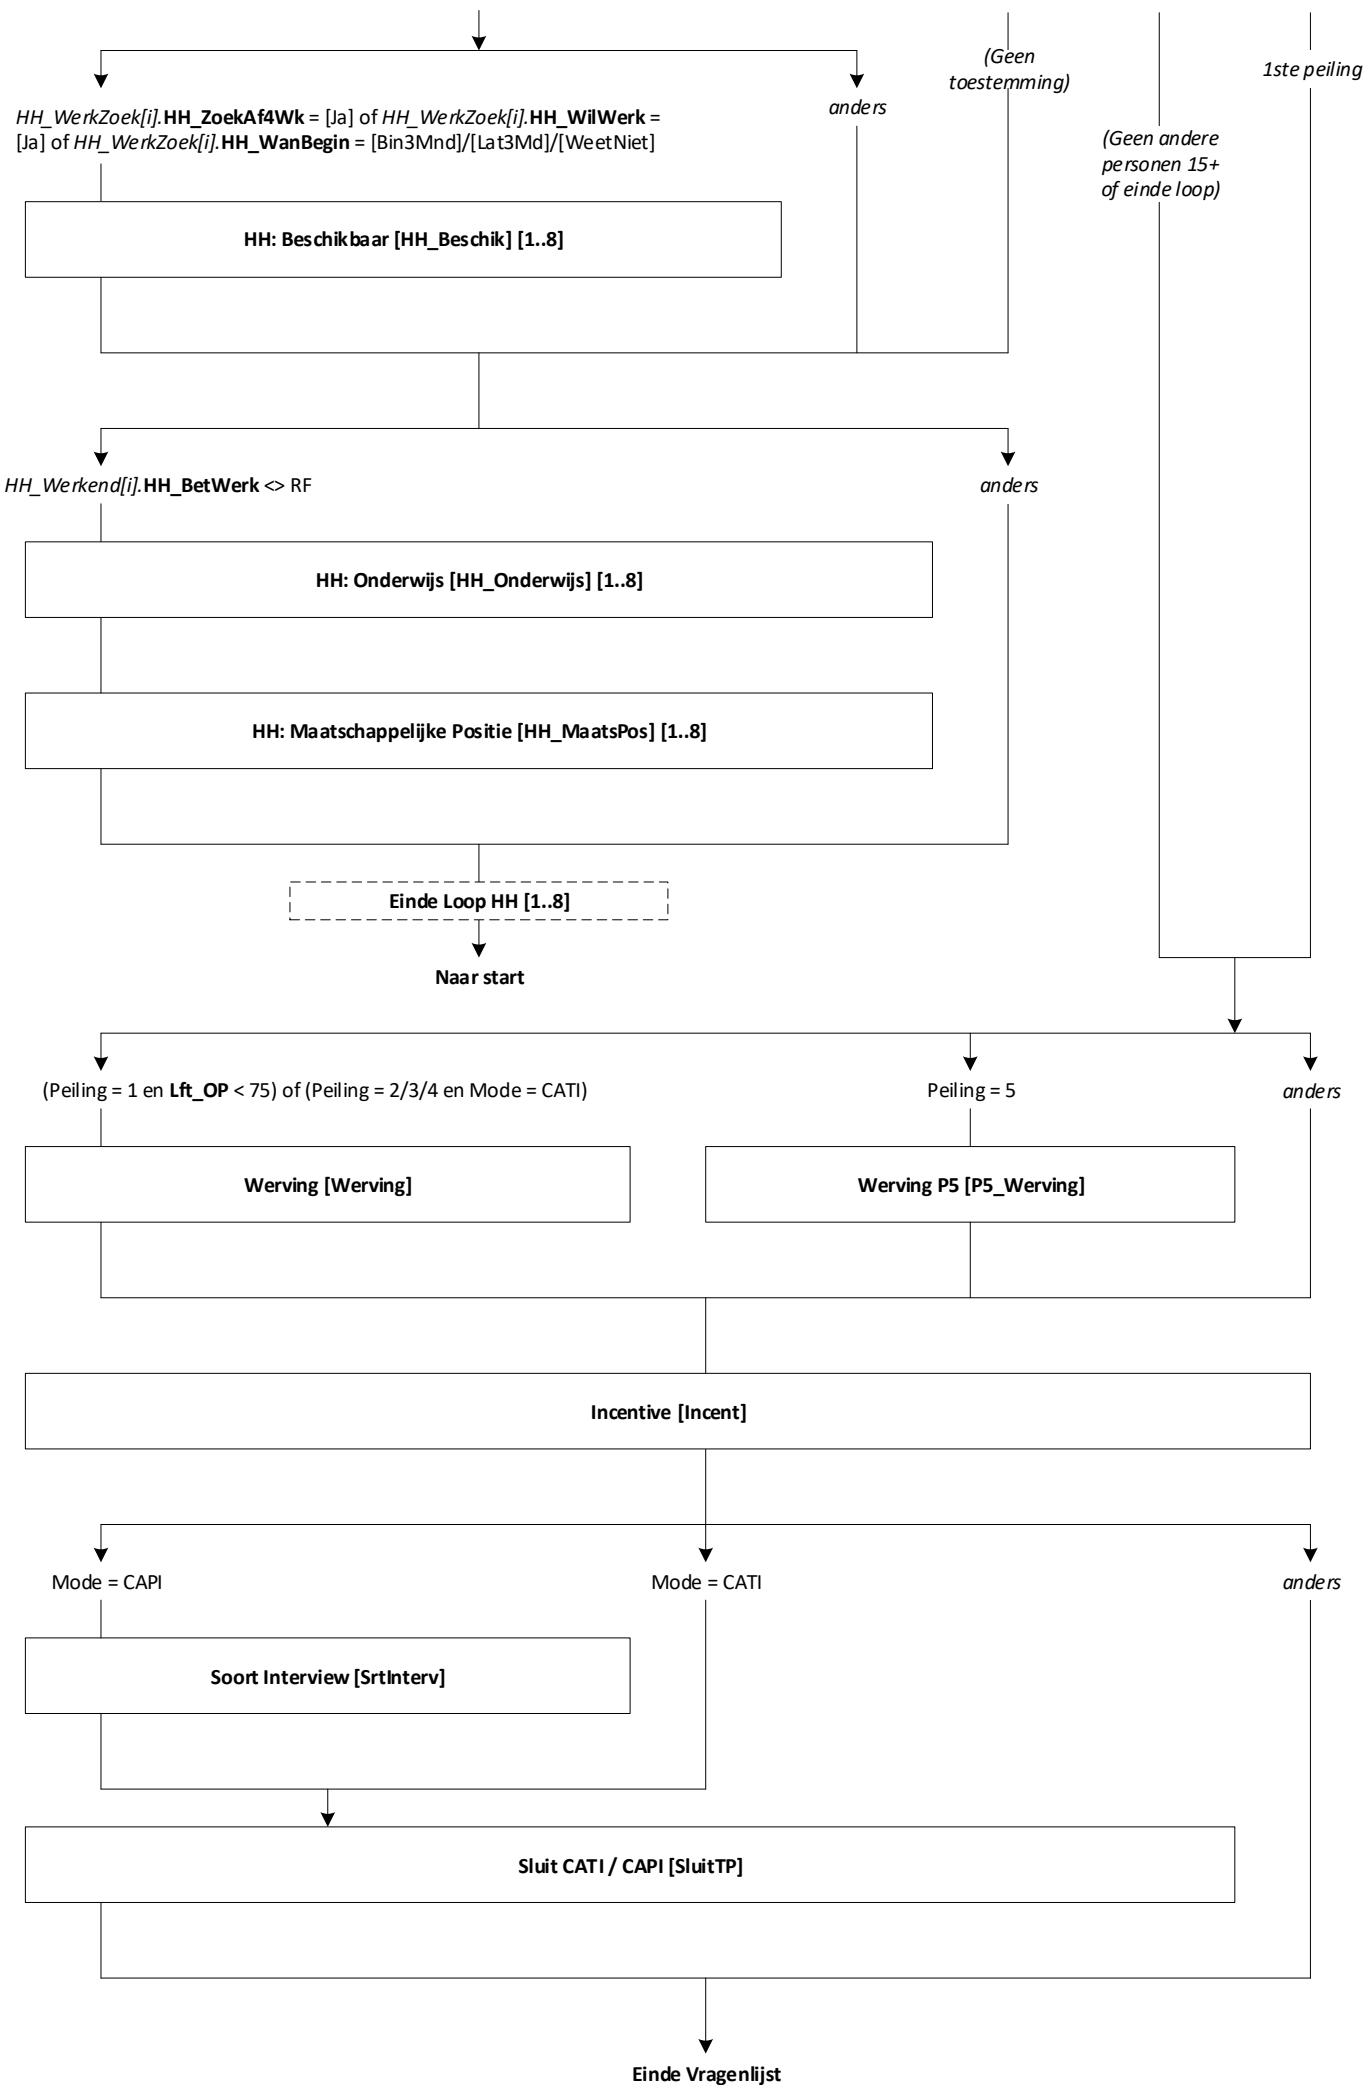 (Geen
toestemming)
1ste peiling
anders
HH_WerkZoek[i].HH_ZoekAf4Wk = [Ja] of HH_WerkZoek[i].HH_WilWerk =
[Ja] of HH_WerkZoek[i].HH_WanBegin = [Bin3Mnd]/[Lat3Md]/[WeetNiet]
(Geen andere
personen 15+
of einde loop)
HH: Beschikbaar [HH_Beschik] [1..8]
HH_Werkend[i].HH_BetWerk <> RF
anders
HH: Onderwijs [HH_Onderwijs] [1..8]
HH: Maatschappelijke Positie [HH_MaatsPos] [1..8]
Einde Loop HH [1..8]
Naar start
(Peiling = 1 en Lft_OP < 75) of (Peiling = 2/3/4 en Mode = CATI)
Peiling = 5
anders
Werving [Werving]
Werving P5 [P5_Werving]
Incentive [Incent]
Mode = CAPI
Mode = CATI
anders
Soort Interview [SrtInterv]
Sluit CATI / CAPI [SluitTP]
Einde Vragenlijst